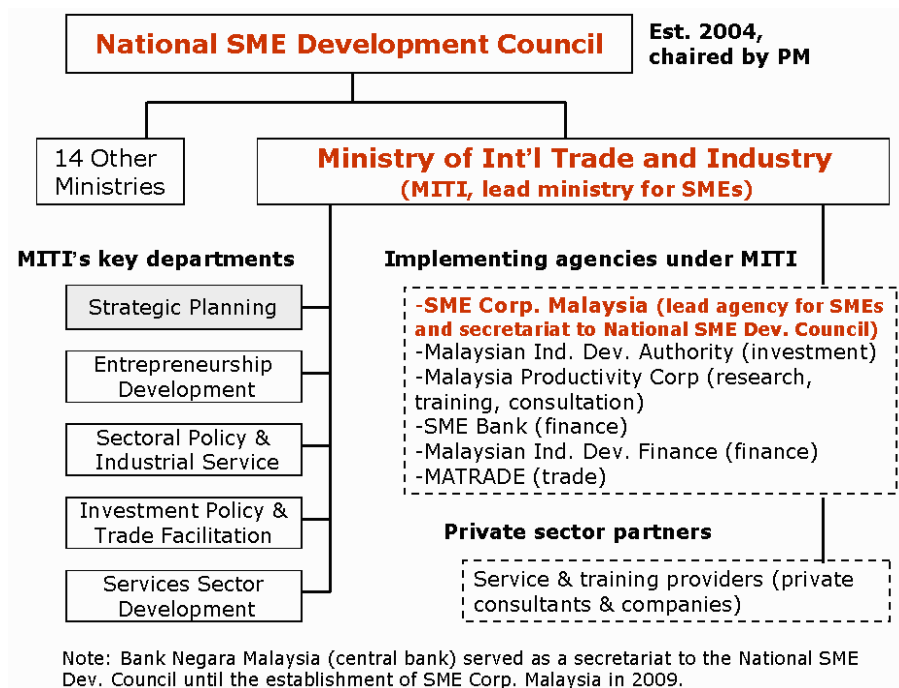 National SME Development Council
Est. 2004,
chaired by PM
14 Other
Ministries
Ministry of Int'l Trade and Industry
(MITI, lead ministry for SMEs)
MITI's key departments
Strategic Planning
Entrepreneurship
Development
Sectoral Policy &
Industrial Service
Investment Policy &
Trade Facilitation
Services Sector
Development
Implementing agencies under MITI
-SME Corp. Malaysia (lead agency for SMEs
and secretariat to National SME Dev. Council)
-Malaysian Ind. Dev. Authority (investment)
-Malaysia Productivity Corp (research,
training, consultation)
-SME Bank (finance)
-Malaysian Ind. Dev. Finance (finance)
-MATRADE (trade)
Private sector partners
Service & training providers (private
consultants & companies)
Note: Bank Negara Malaysia (central bank) served as a secretariat to the National SME
Dev. Council until the establishment of SME Corp. Malaysia in 2009.